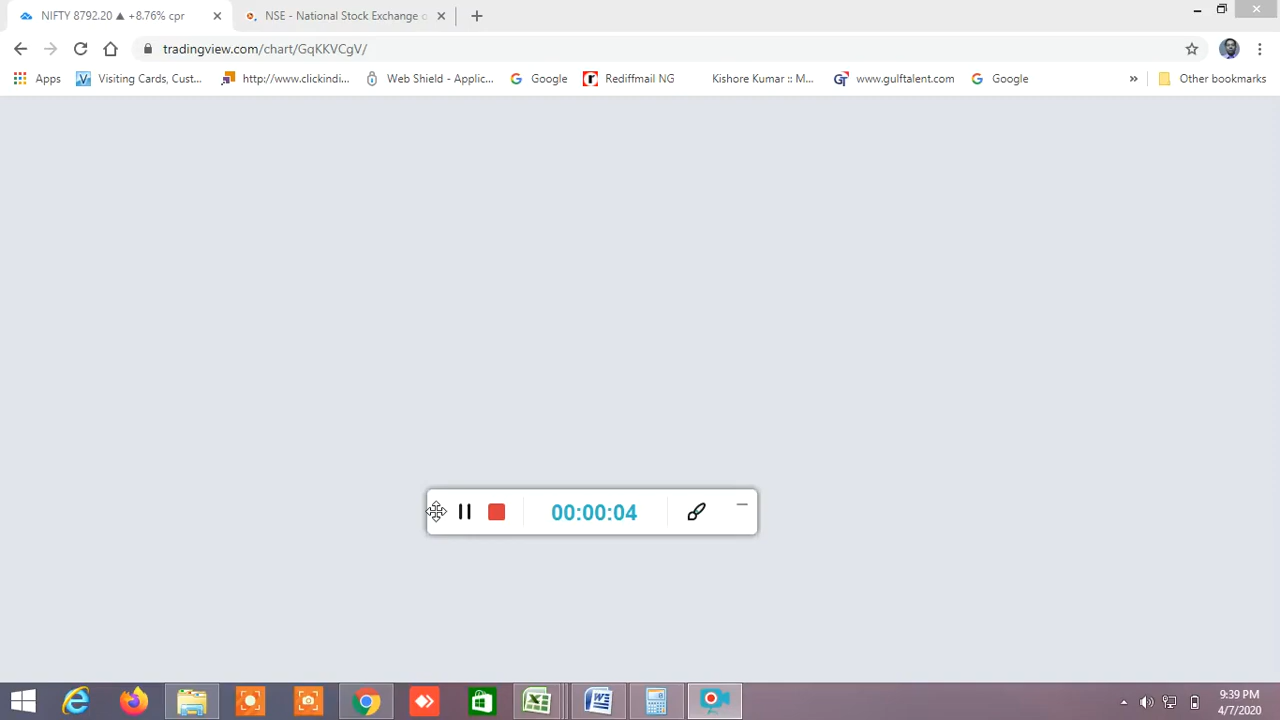 NIFTY 8792.20 ▲ +8.76% cpr
NSE - National Stock Exchange o
tradingview.com/chart/GqKKVCgV/
Apps
Visiting Cards, Cust...
http://www.clickindi...
Web Shield - Applic...
Google
Rediffmail NG
Kishore Kumar :: M...
www.gulftalent.com
Google
»
Other bookmarks
00:00:04
9:39 PM
4/7/2020